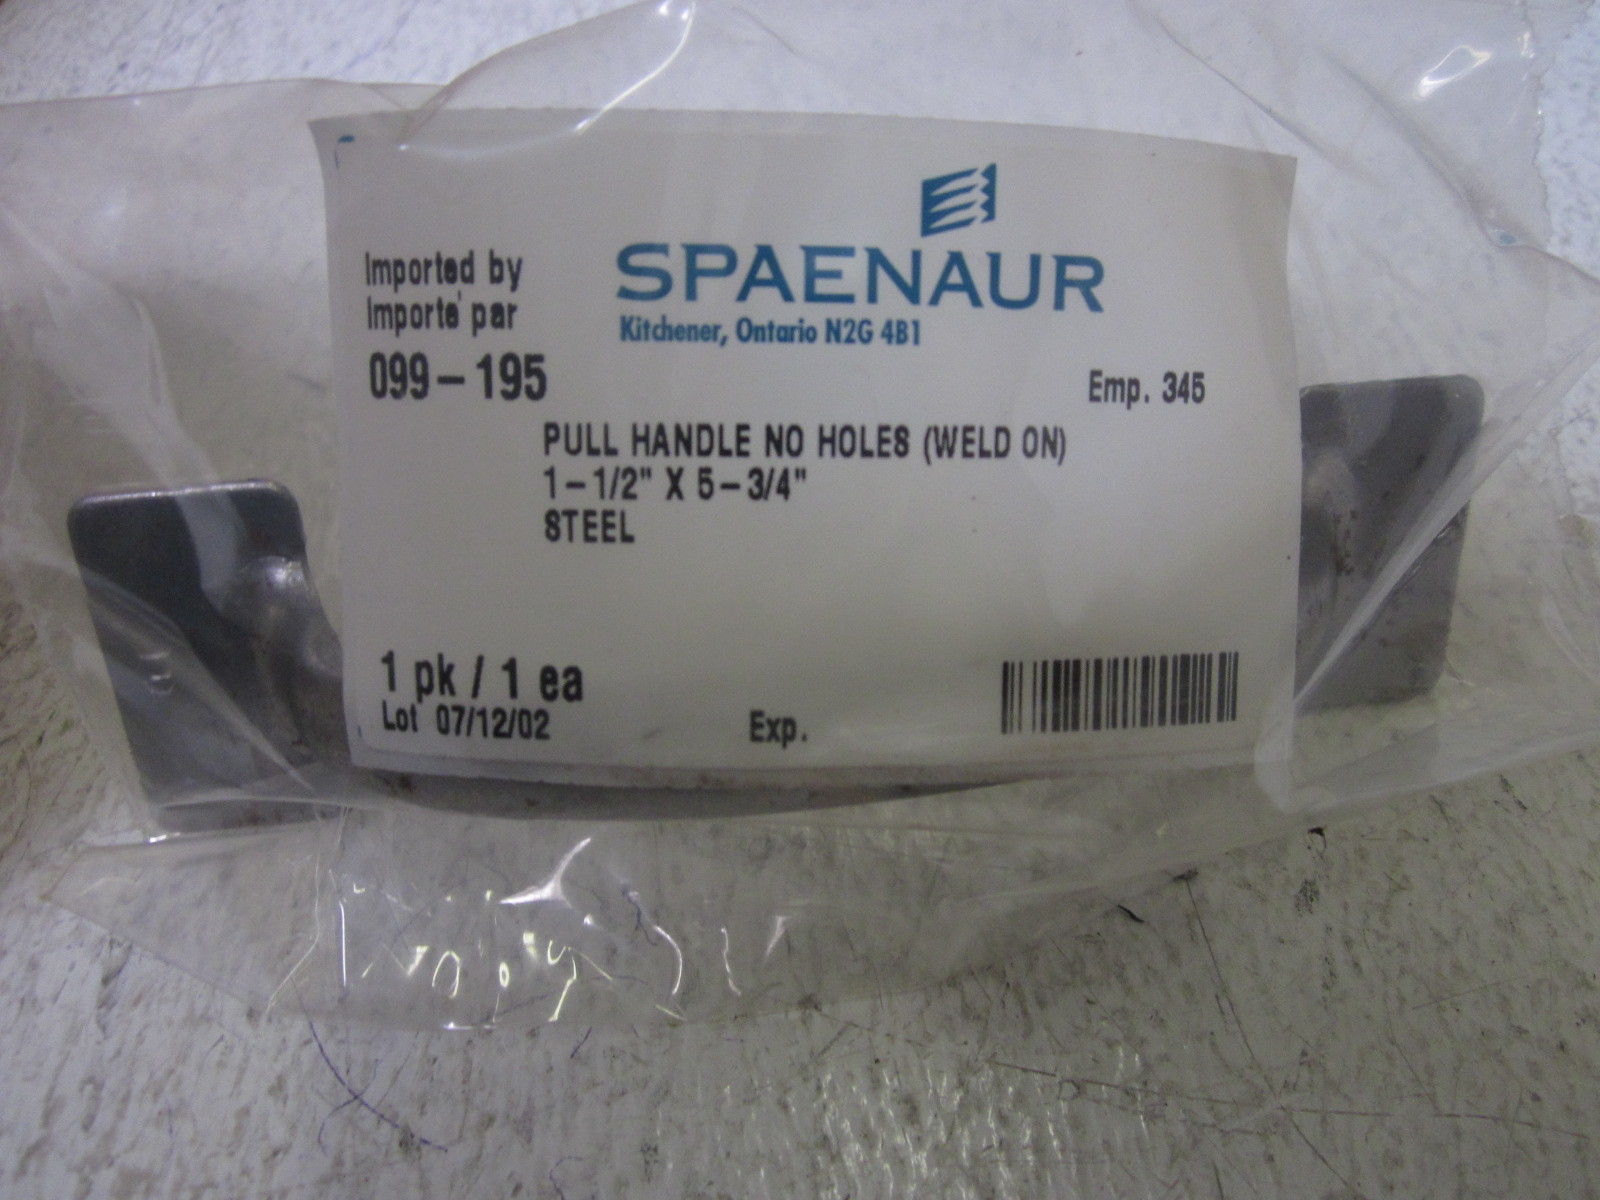 SPAENAUR
Kitchener, Ontario N2G 4B1
Imported by
Importé par
099-195
Emp. 345
PULL HANDLE NO HOLES (WELD ON)
1-1/2" X 5-3/4"
STEEL
1 pk / 1 ea
Lot 07/12/02
Exp.